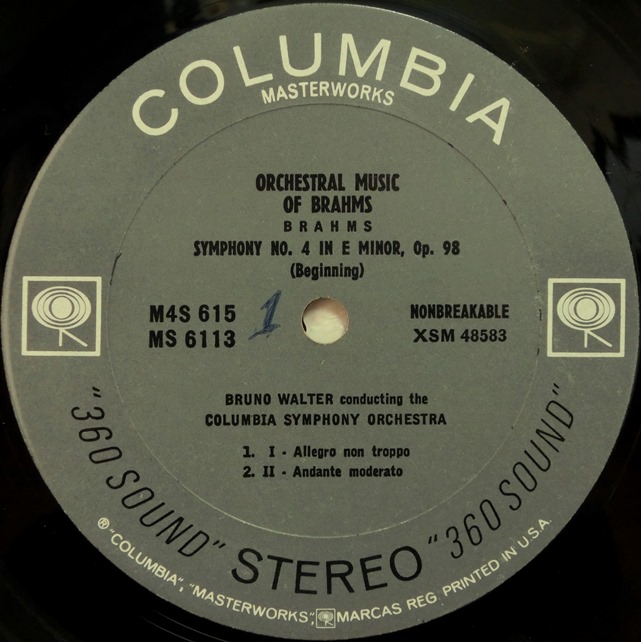 COLUMBIA
MASTERWORKS
ORCHESTRAL MUSIC
OF BRAHMS
BRAHMS
SYMPHONY NO. 4 IN E MINOR, Op. 98
(Beginning)
M4S 615
MS 6113
1
NONBREAKABLE
XSM 48583
BRUNO WALTER conducting the
COLUMBIA SYMPHONY ORCHESTRA
1. I - Allegro non troppo
2. II - Andante moderato
"360 SOUND" STEREO "360 SOUND"
® "COLUMBIA", "MASTERWORKS", MARCAS REG. PRINTED IN U.S.A.